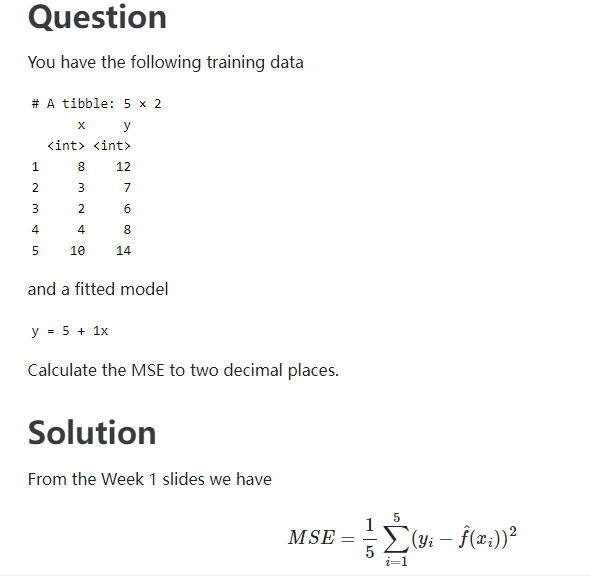 Question
You have the following training data
# A tibble: 5 × 2
x y
<int> <int>
1 8 12
2 3 7
3 2 6
4 4 8
5 10 14
and a fitted model
y = 5 + 1x
Calculate the MSE to two decimal places.
Solution
From the Week 1 slides we have
MSE = \frac{1}{5} \sum_{i=1}^{5} (y_i - \hat{f}(x_i))^2